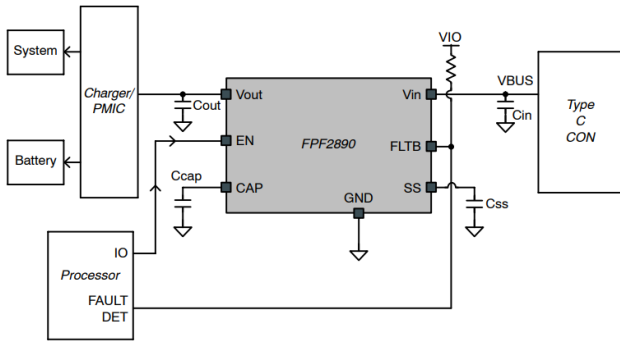 System
Battery
Charger/
PMIC
Cout
Vout
EN
CAP
FPF2890
GND
Vin
FLTB
SS
VIO
VBUS
Cin
Type
C
CON
Ccap
Css
IO
Processor
FAULT
DET